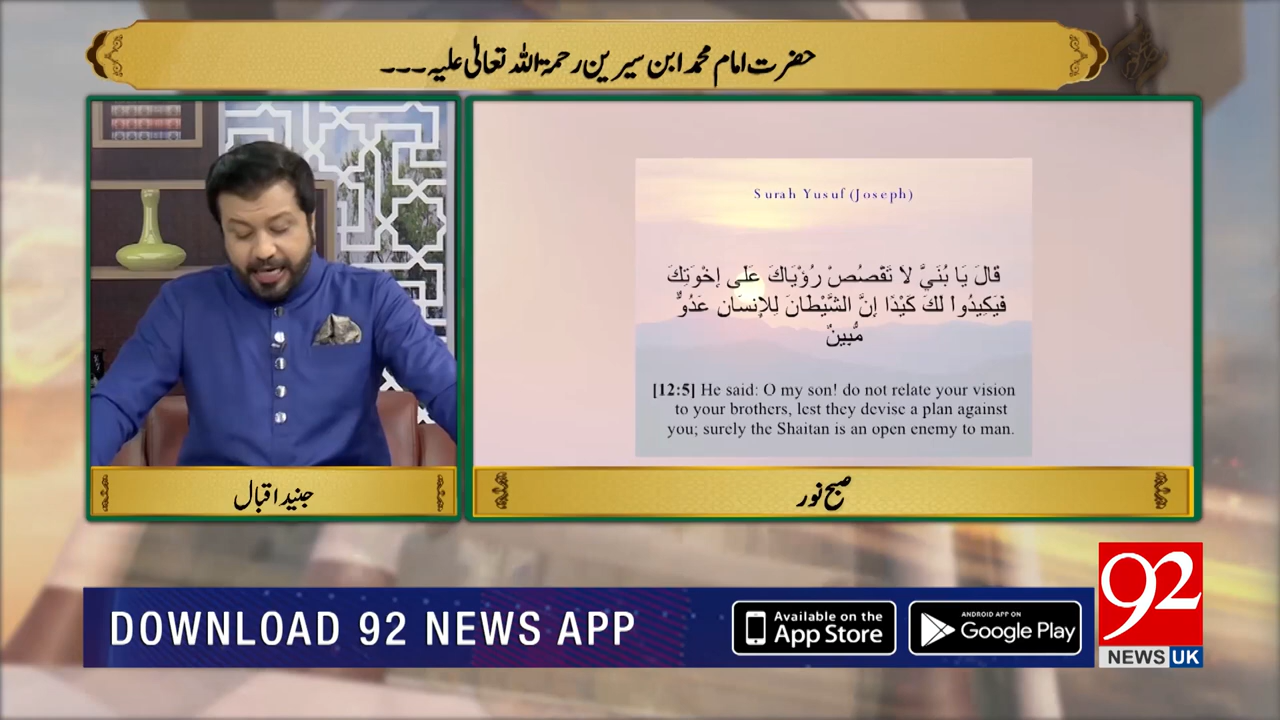 حضرت امام محمد ابن سیرین رحمۃ اللہ تعالیٰ علیہ ۔۔۔
Surah Yusuf (Joseph)
قَالَ يَا بُنَيَّ لاَ تَقْصُصْ رُؤْيَاكَ عَلَى إِخْوَتِكَ
فَيَكِيدُواْ لَكَ كَيْدًا إِنَّ الشَّيْطَانَ لِلإِنسَانِ عَدُوٌّ
مُّبِينٌ
[12:5] He said: O my son! do not relate your vision
to your brothers, lest they devise a plan against
you; surely the Shaitan is an open enemy to man.
جنید اقبال
صبح نور
DOWNLOAD 92 NEWS APP
Available on the
App Store
ANDROID APP ON
Google Play
92
NEWS UK